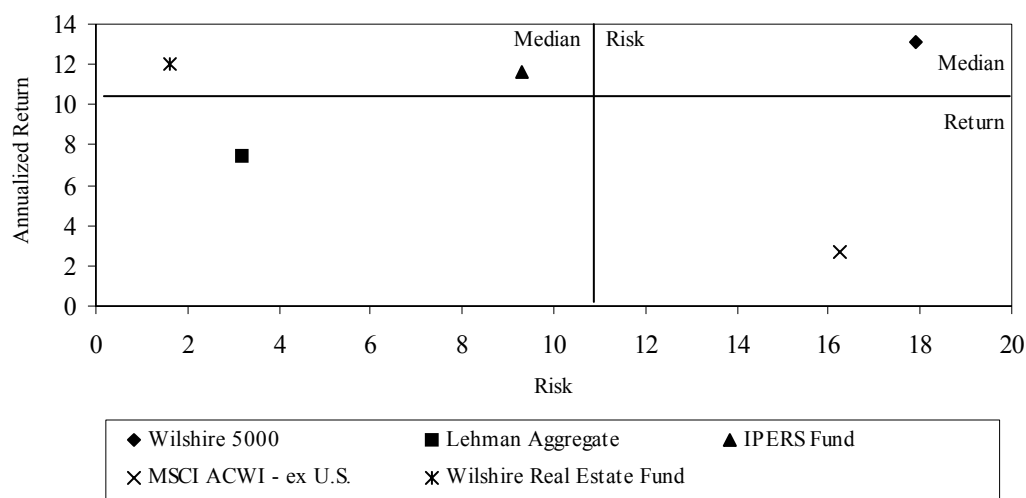 14
12
10
8
6
4
2
0
Annualized Return
Median Risk
Median
Return
0 2 4 6 8 10 12 14 16 18 20
Risk
Wilshire 5000 Lehman Aggregate IPERS Fund
MSCI ACWI - ex U.S. Wilshire Real Estate Fund